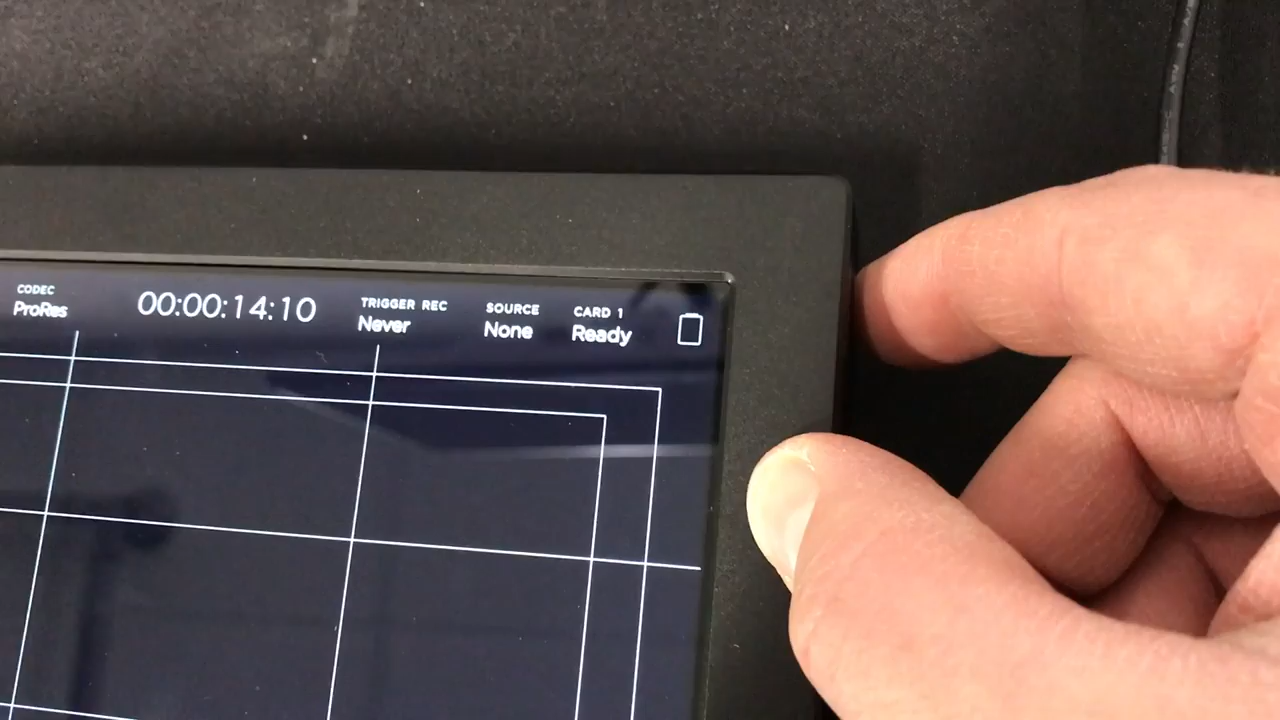 CODEC
ProRes
00:00:14:10
TRIGGER REC
Never
SOURCE
None
CARD 1
Ready